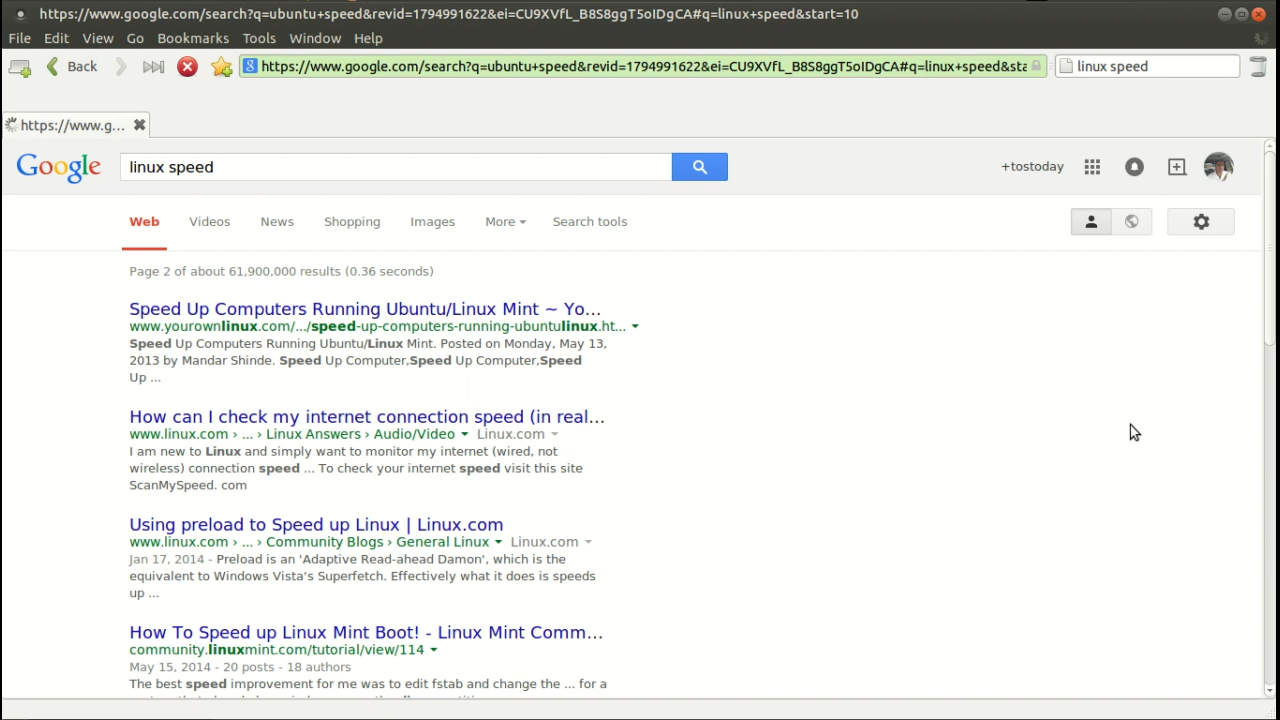 https://www.google.com/search?q=ubuntu+speed&revid=1794991622&ei=CU9XVfL_B8S8ggT5oIDgCA#q=linux+speed&start=10
File Edit View Go Bookmarks Tools Window Help
Back https://www.google.com/search?q=ubuntu+speed&revid=1794991622&ei=CU9XVfL_B8S8ggT5oIDgCA#q=linux+speed&sta linux speed
https://www.g...
Google linux speed +tostoday
Web Videos News Shopping Images More Search tools
Page 2 of about 61,900,000 results (0.36 seconds)
Speed Up Computers Running Ubuntu/Linux Mint ~ Yo...
www.yourownlinux.com/.../speed-up-computers-running-ubuntulinux.ht...
Speed Up Computers Running Ubuntu/Linux Mint. Posted on Monday, May 13,
2013 by Mandar Shinde. Speed Up Computer,Speed Up Computer,Speed
Up ...
How can I check my internet connection speed (in real...
www.linux.com › ... › Linux Answers › Audio/Video Linux.com
I am new to Linux and simply want to monitor my internet (wired, not
wireless) connection speed ... To check your internet speed visit this site
ScanMySpeed. com
Using preload to Speed up Linux | Linux.com
www.linux.com › ... › Community Blogs › General Linux Linux.com
Jan 17, 2014 - Preload is an 'Adaptive Read-ahead Damon', which is the
equivalent to Windows Vista's Superfetch. Effectively what it does is speeds
up ...
How To Speed up Linux Mint Boot! - Linux Mint Comm...
community.linuxmint.com/tutorial/view/114
May 15, 2014 - 20 posts - 18 authors
The best speed improvement for me was to edit fstab and change the ... for a